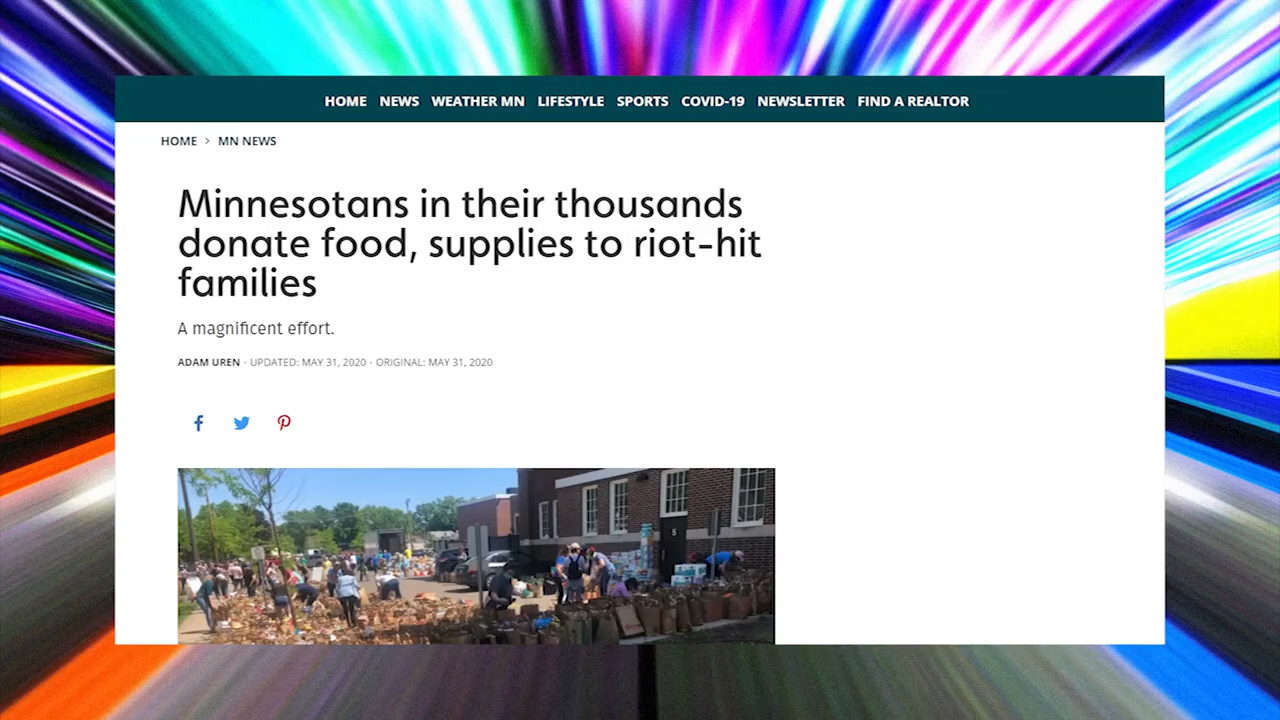 HOME NEWS WEATHER MN LIFESTYLE SPORTS COVID-19 NEWSLETTER FIND A REALTOR
HOME > MN NEWS
Minnesotans in their thousands
donate food, supplies to riot-hit
families
A magnificent effort.
ADAM UREN · UPDATED: MAY 31, 2020 · ORIGINAL: MAY 31, 2020
5